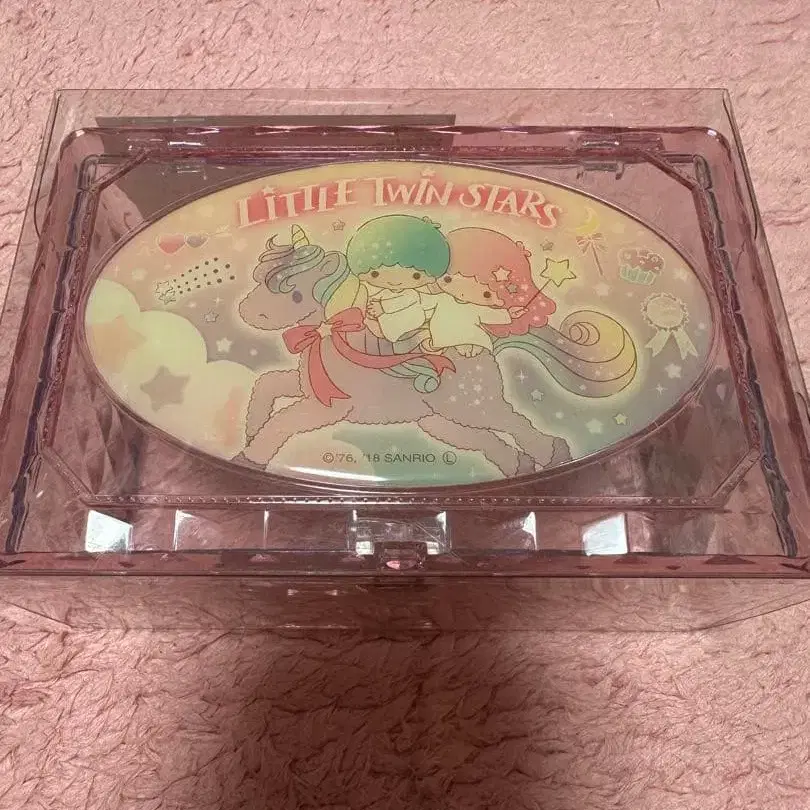 LITTLE TWIN STARS
©'76, '18 SANRIO Ⓛ